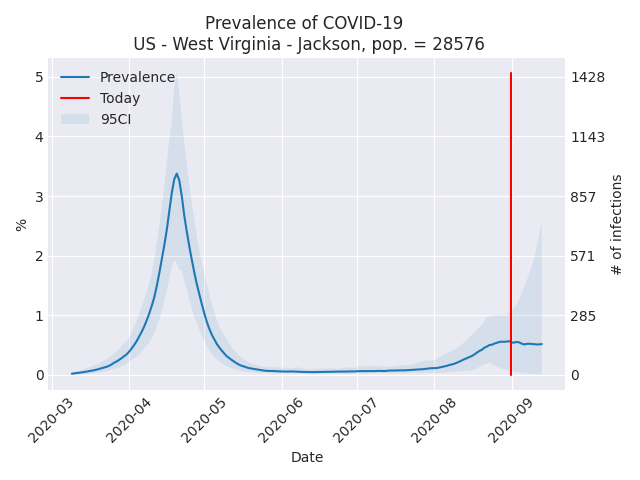 Prevalence of COVID-19
US - West Virginia - Jackson, pop. = 28576
Prevalence
Today
95CI
5
4
3
2
1
0
%
1428
1143
857
571
285
0
# of infections
2020-03
2020-04
2020-05
2020-06
2020-07
2020-08
2020-09
Date